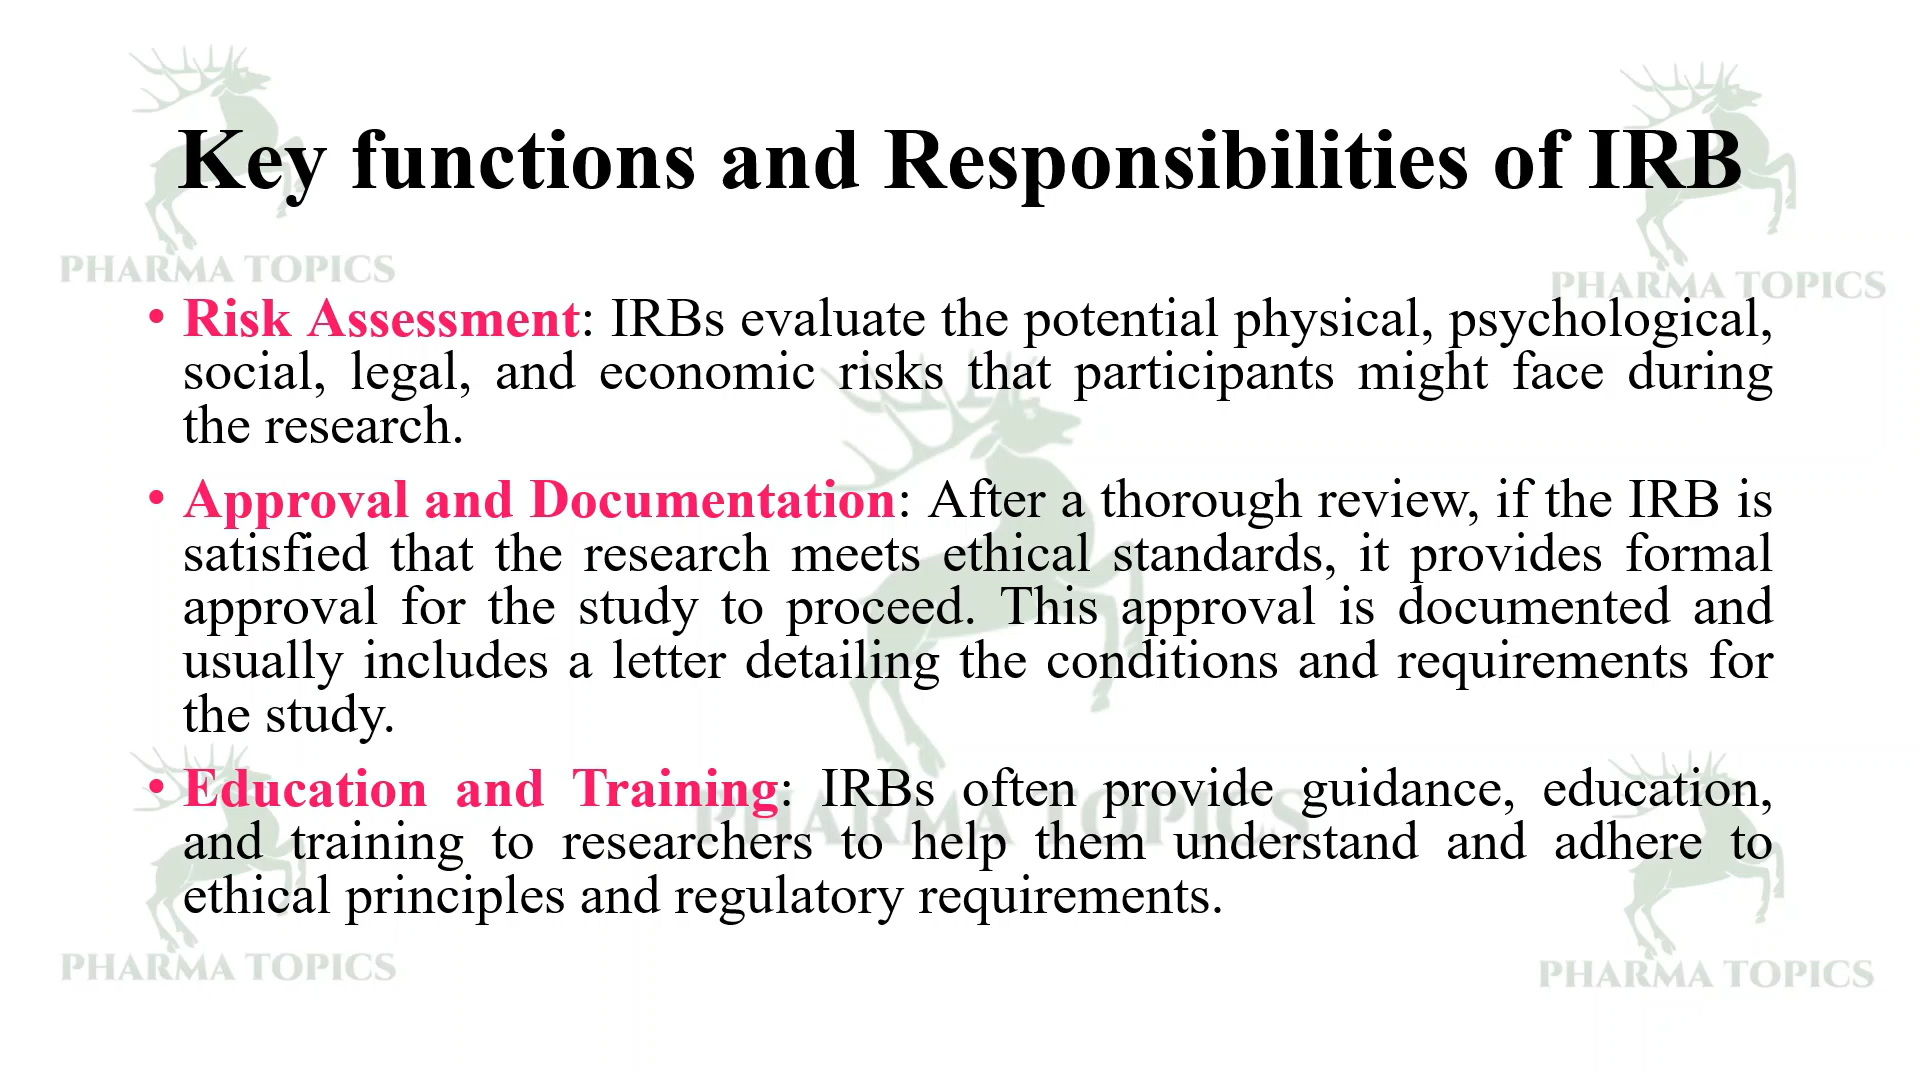 Key functions and Responsibilities of IRB
PHARMA TOPICS
PHARMA TOPICS
• Risk Assessment: IRBs evaluate the potential physical, psychological,
social, legal, and economic risks that participants might face during
the research.
• Approval and Documentation: After a thorough review, if the IRB is
satisfied that the research meets ethical standards, it provides formal
approval for the study to proceed. This approval is documented and
usually includes a letter detailing the conditions and requirements for
the study.
• Education and Training: IRBs often provide guidance, education,
PHARMA TOPICS
and training to researchers to help them understand and adhere to
ethical principles and regulatory requirements.
PHARMA TOPICS
PHARMA TOPICS